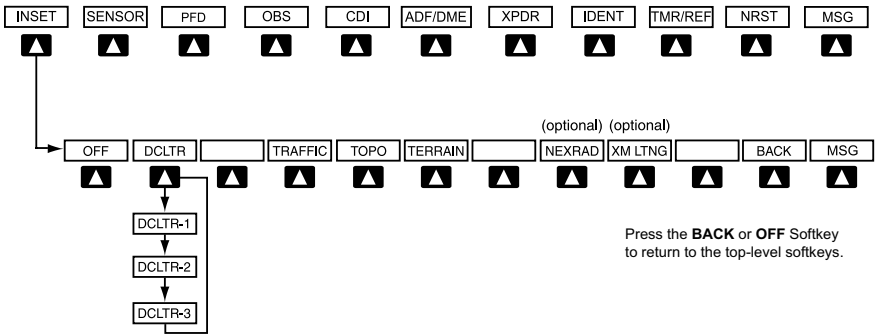 INSET SENSOR PFD OBS CDI ADF/DME XPDR IDENT TMR/REF NRST MSG
(optional) (optional)
OFF DCLTR TRAFFIC TOPO TERRAIN NEXRAD XM LTNG BACK MSG
DCLTR-1
DCLTR-2
DCLTR-3
Press the BACK or OFF Softkey
to return to the top-level softkeys.